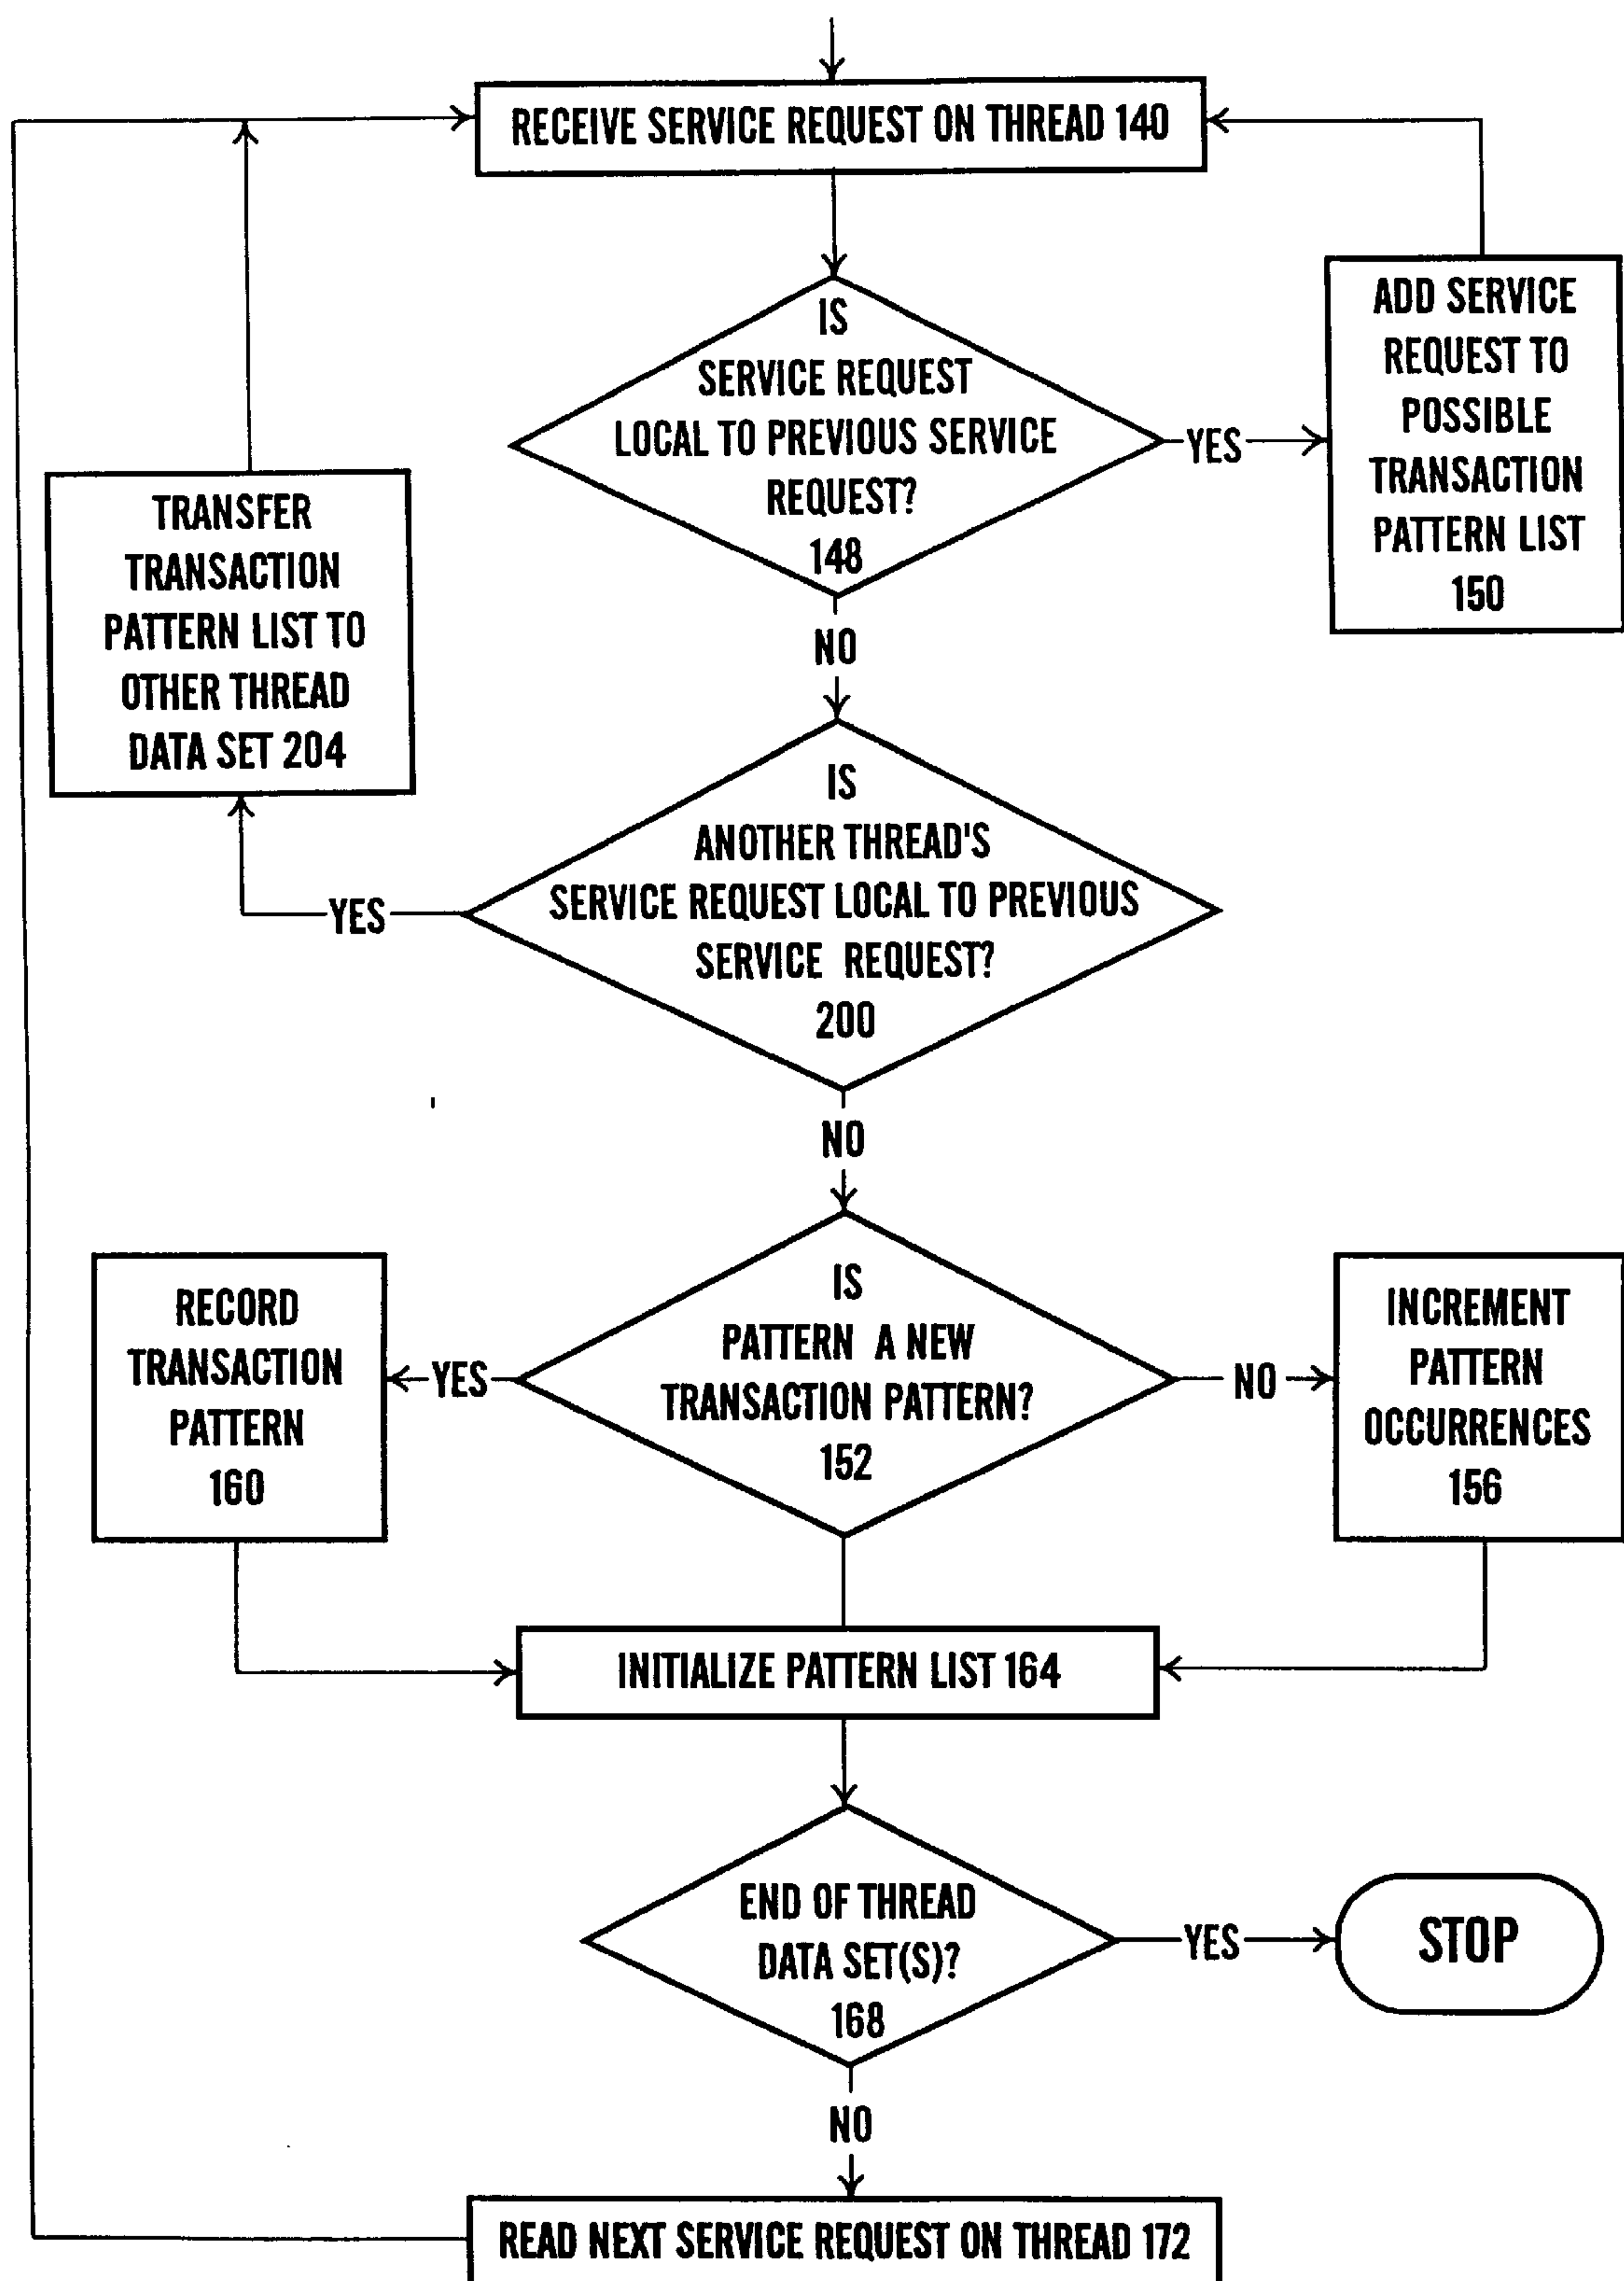 RECEIVE SERVICE REQUEST ON THREAD 140
IS
SERVICE REQUEST
LOCAL TO PREVIOUS SERVICE
REQUEST?
148
YES
ADD SERVICE
REQUEST TO
POSSIBLE
TRANSACTION
PATTERN LIST
150
NO
TRANSFER
TRANSACTION
PATTERN LIST TO
OTHER THREAD
DATA SET 204
IS
ANOTHER THREAD'S
SERVICE REQUEST LOCAL TO PREVIOUS
SERVICE REQUEST?
200
YES
NO
IS
PATTERN A NEW
TRANSACTION PATTERN?
152
YES
RECORD
TRANSACTION
PATTERN
160
NO
INCREMENT
PATTERN
OCCURRENCES
156
INITIALIZE PATTERN LIST 164
END OF THREAD
DATA SET(S)?
168
YES
STOP
NO
READ NEXT SERVICE REQUEST ON THREAD 172